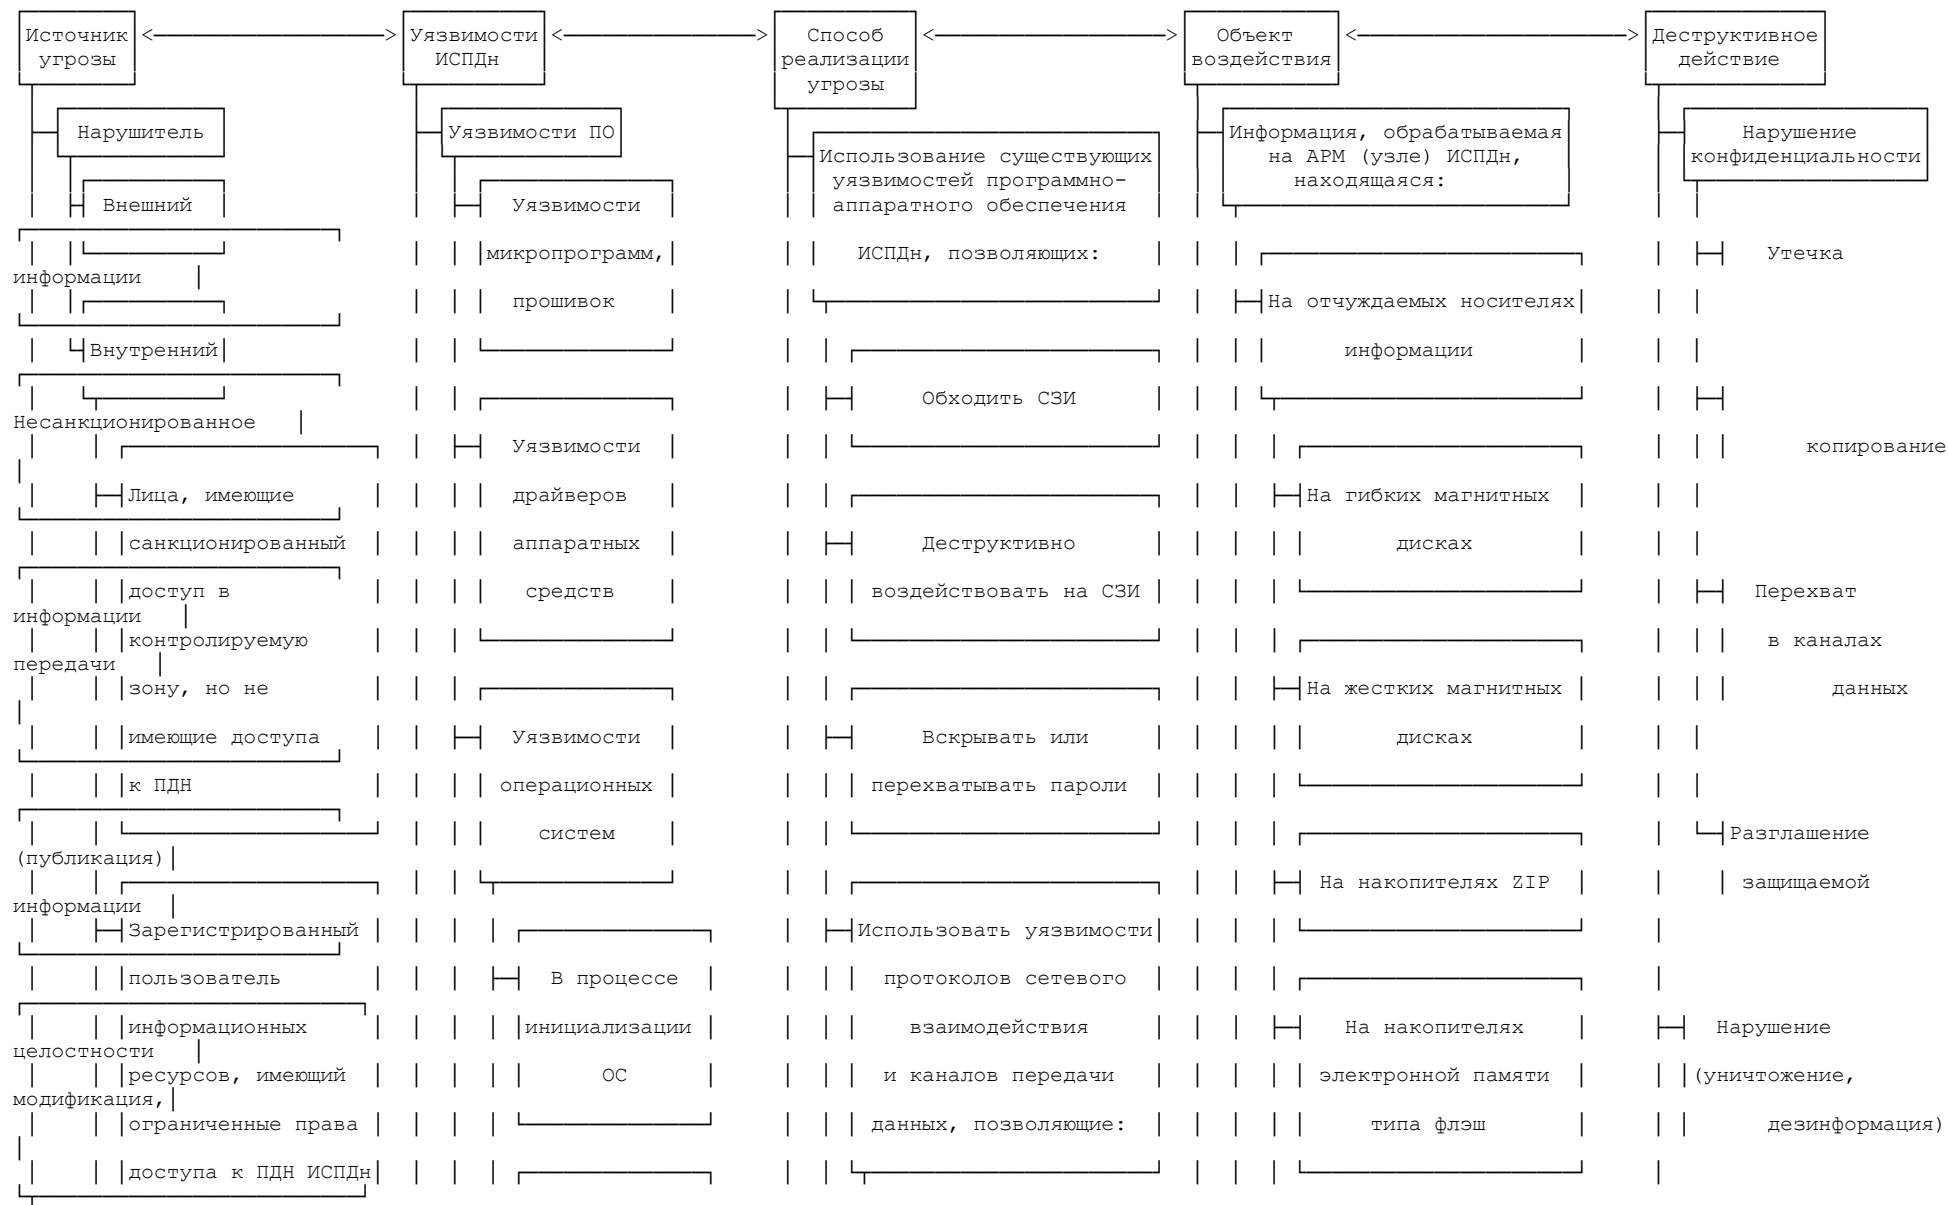 Источник Уязвимости Способ Объект Деструктивное
угрозы ИСПДн реализации воздействия действие
угрозы
Нарушитель Уязвимости ПО Информация, обрабатываемая Нарушение
Использование существующих на АРМ (узле) ИСПДн, конфиденциальности
уязвимостей программно- находящаяся:
Внешний Уязвимости аппаратного обеспечения
микропрограмм, ИСПДн, позволяющих: Утечка
информации
прошивок На отчуждаемых носителях
Внутренний информации
Обходить СЗИ
Несанкционированное
Уязвимости копирование
Лица, имеющие драйверов На гибких магнитных
санкционированный аппаратных Деструктивно дисках
доступ в средств воздействовать на СЗИ Перехват
информации
контролируемую в каналах
передачи
зону, но не На жестких магнитных данных
имеющие доступа Уязвимости Вскрывать или дисках
к ПДН операционных перехватывать пароли
систем Разглашение
(публикация)
На накопителях ZIP защищаемой
информации
Зарегистрированный Использовать уязвимости
пользователь В процессе протоколов сетевого
информационных инициализации взаимодействия На накопителях Нарушение
целостности
ресурсов, имеющий ОС и каналов передачи электронной памяти (уничтожение,
модификация,
ограниченные права данных, позволяющие: типа флэш дезинформация)
доступа к ПДН ИСПДн